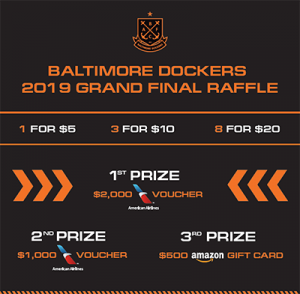 BALTIMORE DOCKERS
2019 GRAND FINAL RAFFLE
1 FOR $5 3 FOR $10 8 FOR $20
1ST PRIZE
$2,000 VOUCHER
American Airlines
2ND PRIZE
$1,000 VOUCHER
American Airlines
3RD PRIZE
$500 amazon GIFT CARD